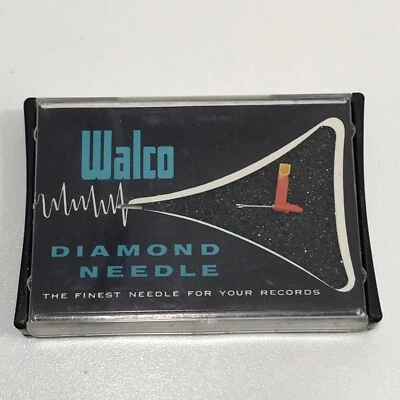 Walco
DIAMOND
NEEDLE
THE FINEST NEEDLE FOR YOUR RECORDS